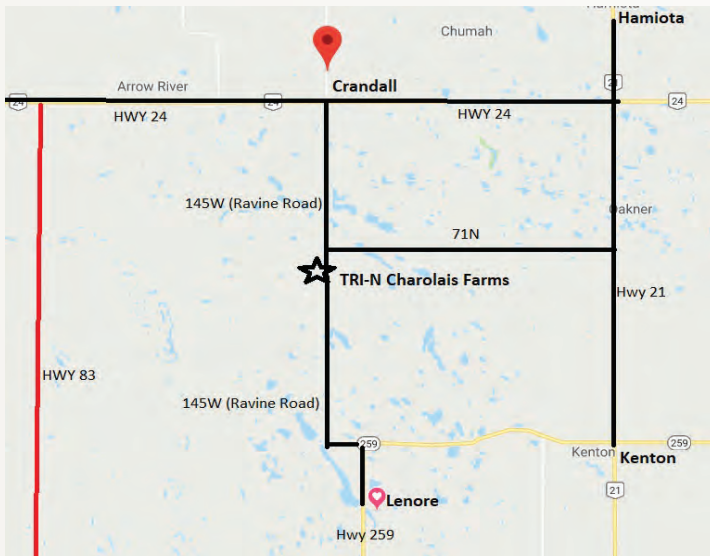 Hamiota
Chumah
21
Arrow River
Crandall
24
24
24
HWY 24
HWY 24
145W (Ravine Road)
Oakner
71N
TRI-N Charolais Farms
Hwy 21
HWY 83
145W (Ravine Road)
259
259
Kenton
Kenton
21
Lenore
Hwy 259